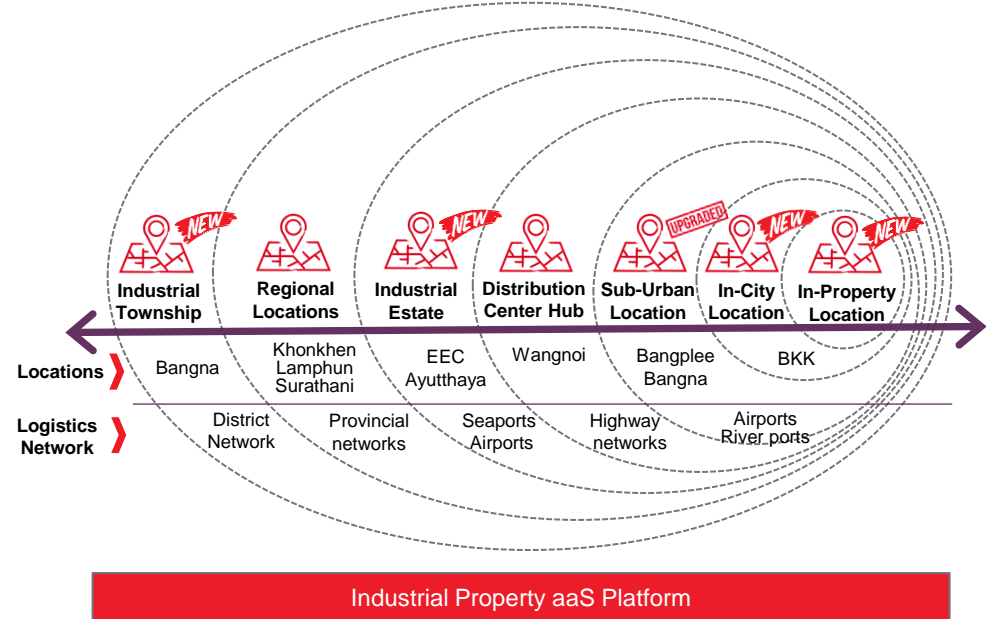 NEW
NEW
UPGRADED
NEW
NEW
Industrial
Township
Regional
Locations
Industrial
Estate
Distribution
Center Hub
Sub-Urban
Location
In-City
Location
In-Property
Location
Locations
Bangna
Khonkhen
Lamphun
Surathani
EEC
Ayutthaya
Wangnoi
Bangplee
Bangna
BKK
Logistics
Network
District
Network
Provincial
networks
Seaports
Airports
Highway
networks
Airports
River ports
Industrial Property aaS Platform